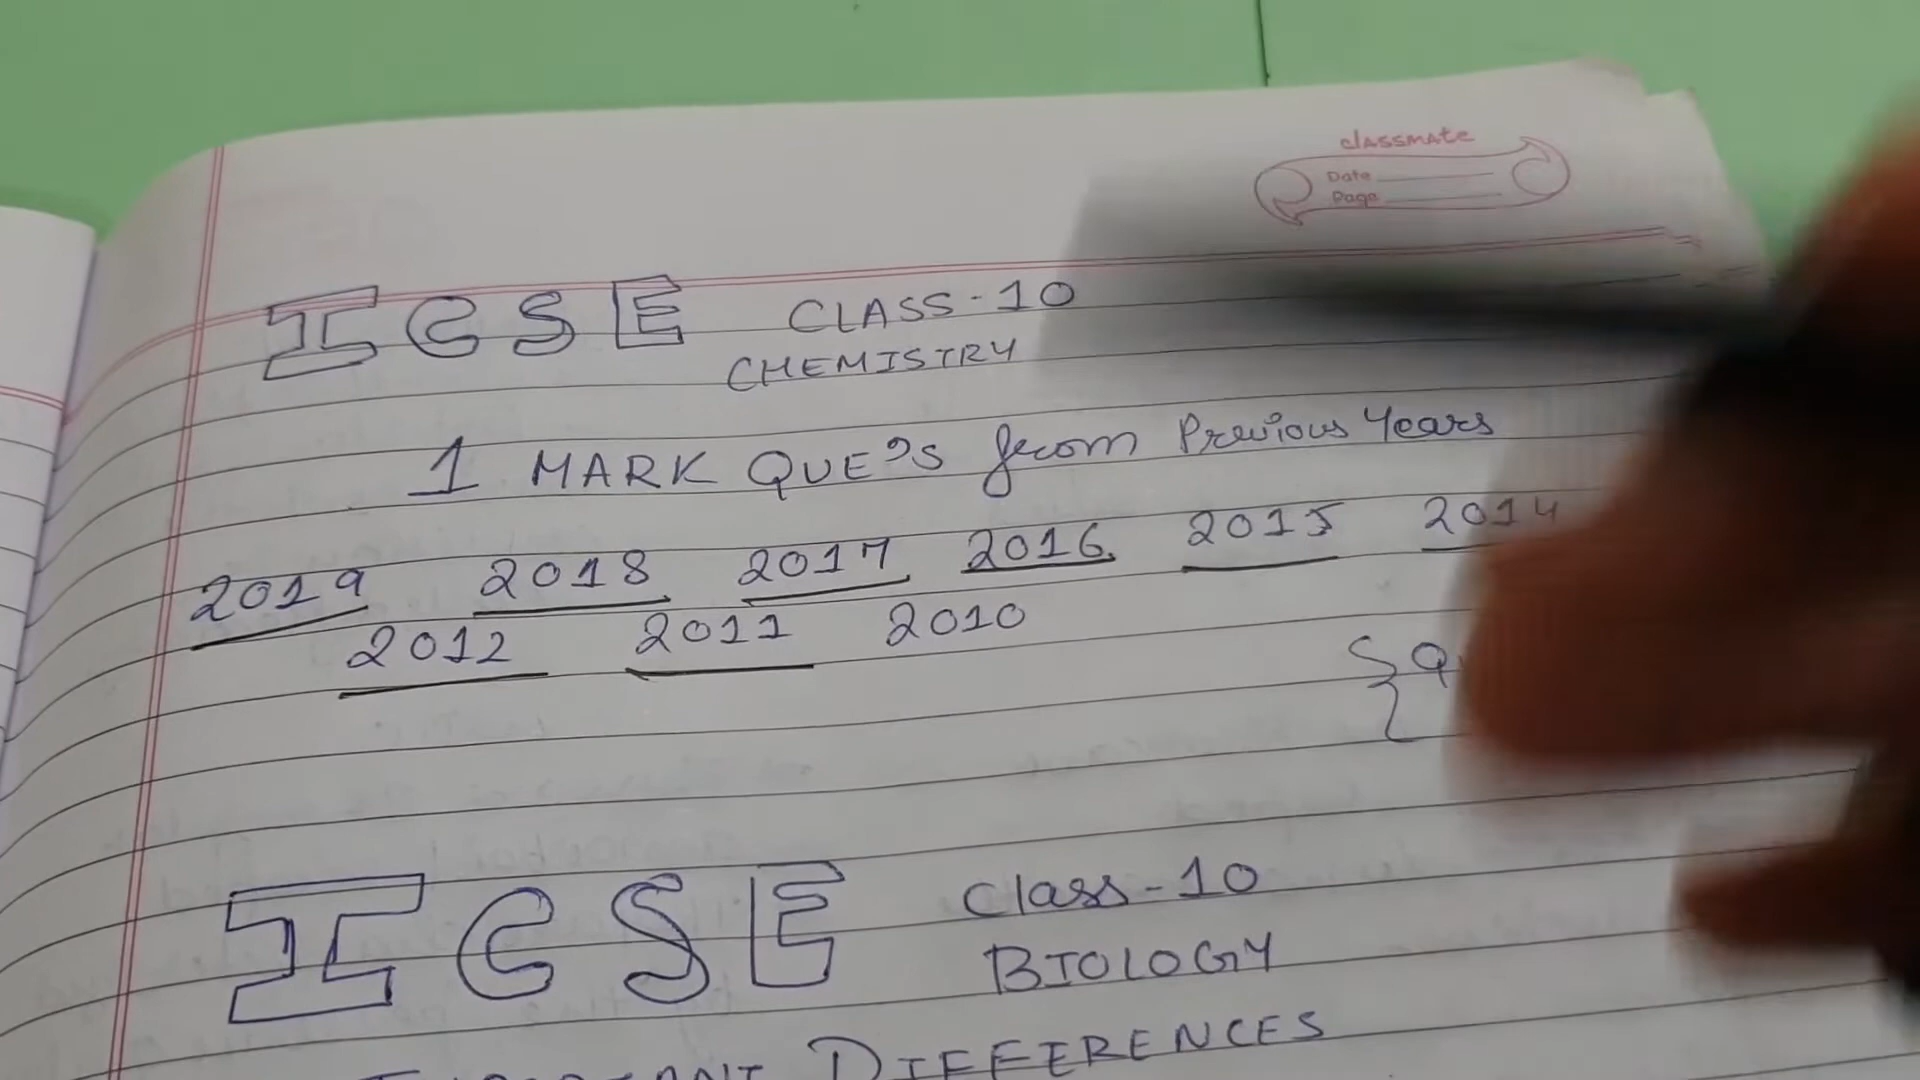 classmate
Date
Page
ICSE CLASS-10
CHEMISTRY
1 MARK QUE's from Previous Years
2019 2018 2017 2016 2015 2014
2012 2011 2010
ICSE Class-10
BIOLOGY
DIFFERENCES